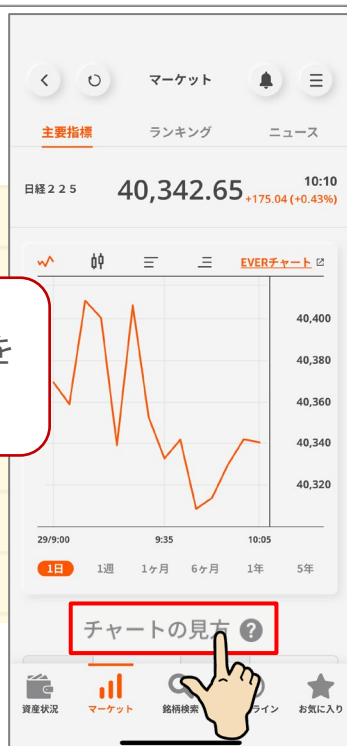 マーケット
主要指標 ランキング ニュース
日経２２５ 40,342.65 10:10
+175.04 (+0.43%)
EVERチャート
40,400
40,380
を
40,360
40,340
40,320
29/9:00 9:35 10:05
1日 1週 1ヶ月 6ヶ月 1年 5年
チャートの見方 ?
資産状況 マーケット 銘柄検索 イン お気に入り